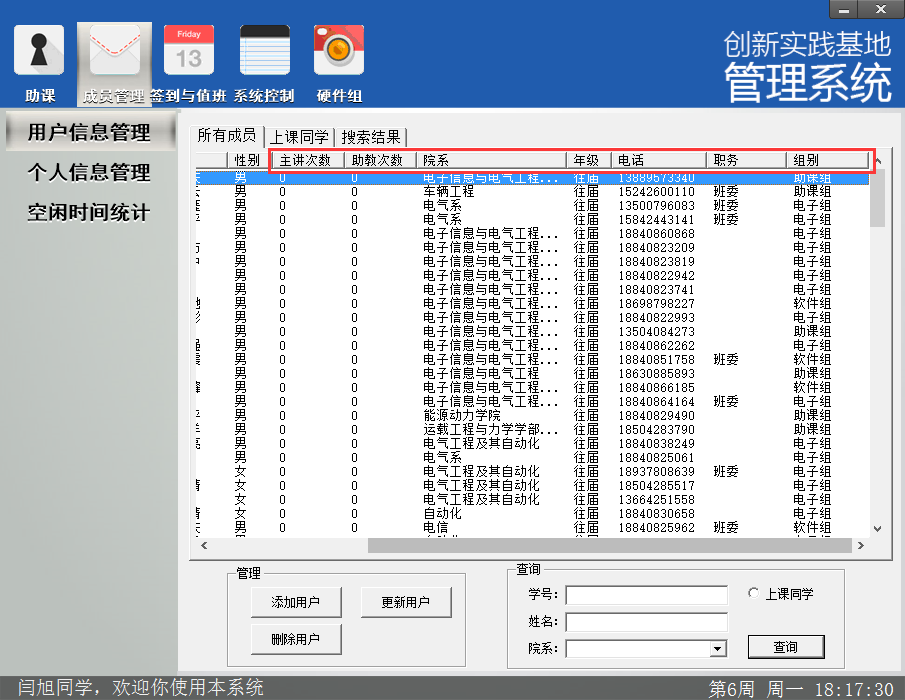 创新实践基地
管理系统
Friday
13
助课 成员管理 签到与值班 系统控制 硬件组
用户信息管理
个人信息管理
空闲时间统计
所有成员 上课同学 搜索结果
性别 主讲次数 助教次数 院系 年级 电话 职务 组别
男 0 0 电子信息与电气工程... 往届 13889573340 助课组
男 0 0 车辆工程 往届 15242600110 班委 助课组
男 0 0 电气系 往届 13500796083 班委 电子组
男 0 0 电气系 往届 15842443141 班委 电子组
男 0 0 电子信息与电气工程... 往届 18840860868 电子组
男 0 0 电子信息与电气工程... 往届 18840823209 电子组
男 0 0 电子信息与电气工程... 往届 18840823819 电子组
男 0 0 电子信息与电气工程... 往届 18840822942 电子组
男 0 0 电子信息与电气工程... 往届 18840823741 电子组
男 0 0 电子信息与电气工程... 往届 18698798227 软件组
男 0 0 电子信息与电气工程... 往届 18840822993 电子组
男 0 0 电子信息与电气工程... 往届 13504084273 助课组
男 0 0 电子信息与电气工程... 往届 18840862262 电子组
男 0 0 电子信息与电气工程... 往届 18840851758 班委 软件组
男 0 0 电子信息与电气工程 往届 18630885893 助课组
男 0 0 电子信息与电气工程... 往届 18840866185 软件组
男 0 0 电子信息与电气工程... 往届 18840864164 班委 电子组
男 0 0 能源动力学院 往届 18840829490 助课组
男 0 0 运载工程与力学学部... 往届 18504283790 助课组
男 0 0 电气工程及其自动化 往届 18840838249 电子组
男 0 0 电气系 往届 18840825061 电子组
女 0 0 电气工程及其自动化 往届 18937808639 班委 电子组
女 0 0 电气工程及其自动化 往届 18504285517 电子组
女 0 0 电气工程及其自动化 往届 13664251558 电子组
女 0 0 自动化 往届 18840830658 电子组
男 0 0 电信 往届 18840825962 班委 软件组
管理
添加用户 更新用户
删除用户
查询
学号: 上课同学
姓名:
院系: 查询
闫旭同学，欢迎你使用本系统 第6周 周一 18:17:30